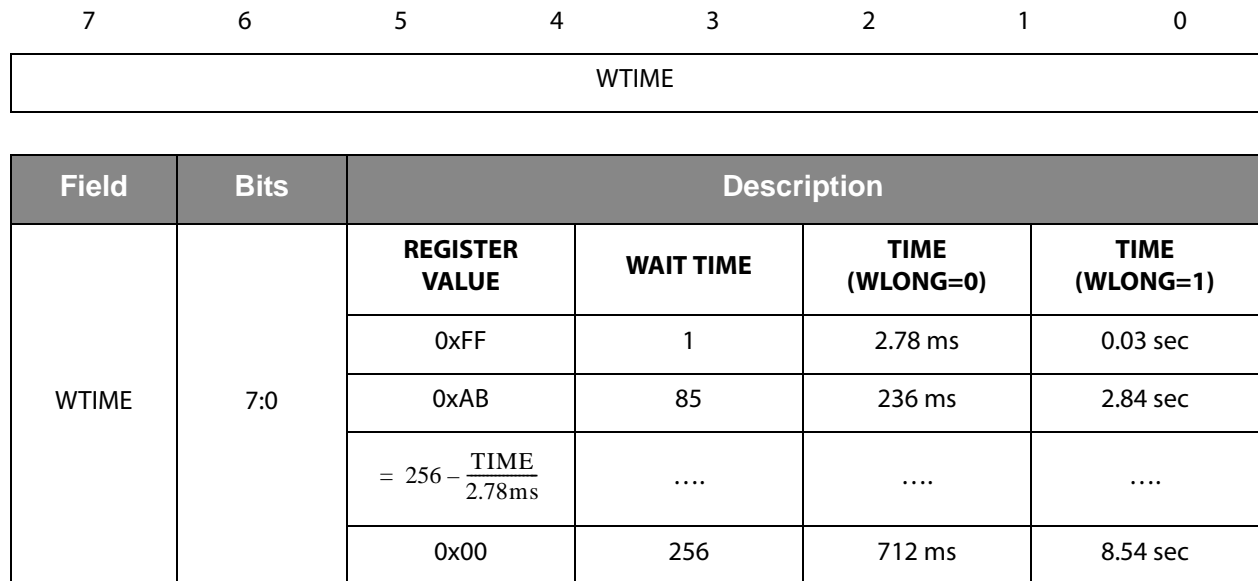 7 6 5 4 3 2 1 0
WTIME
Field Bits Description
REGISTER VALUE WAIT TIME TIME (WLONG=0) TIME (WLONG=1)
0xFF 1 2.78 ms 0.03 sec
WTIME 7:0 0xAB 85 236 ms 2.84 sec
= 256 – TIME / 2.78ms .... .... ....
0x00 256 712 ms 8.54 sec